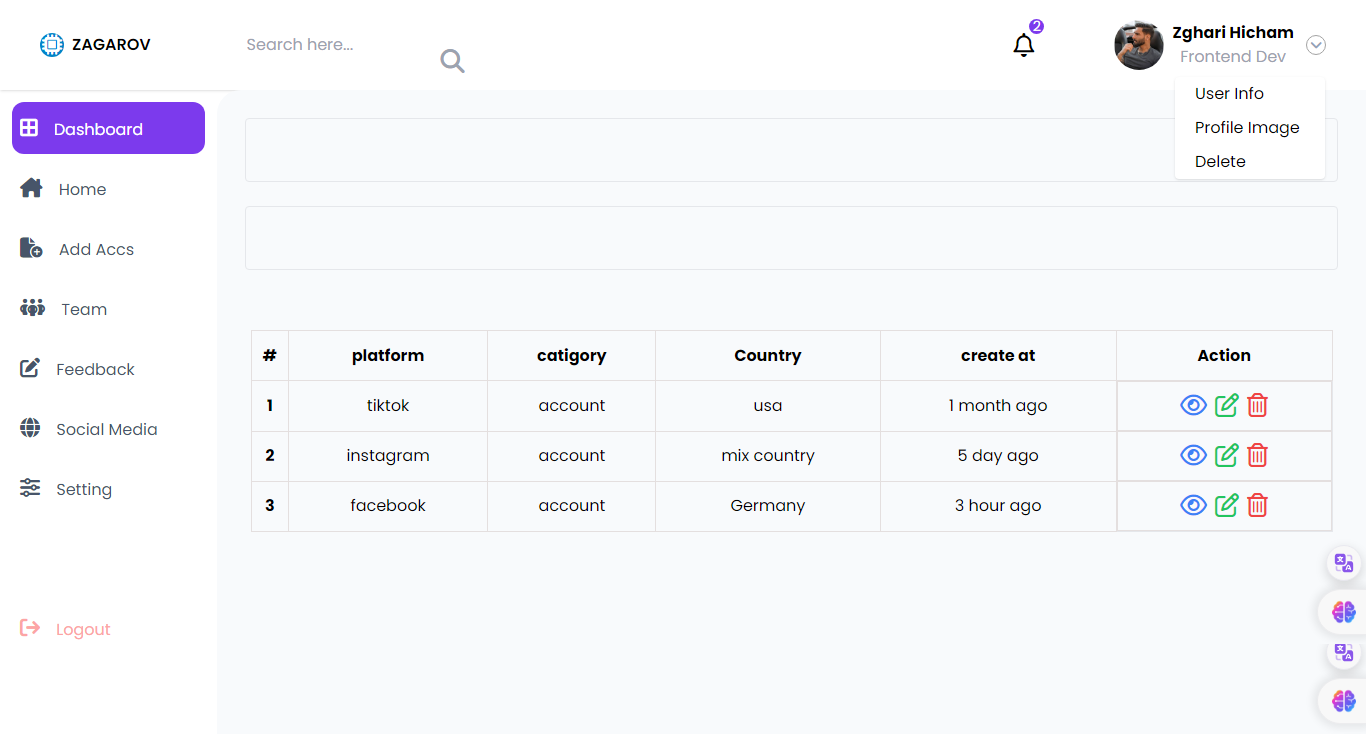 ZAGAROV
Search here...
2
Zghari Hicham
Frontend Dev
User Info
Profile Image
Delete
Dashboard
Home
Add Accs
Team
Feedback
Social Media
Setting
Logout
# platform catigory Country create at Action
1 tiktok account usa 1 month ago
2 instagram account mix country 5 day ago
3 facebook account Germany 3 hour ago